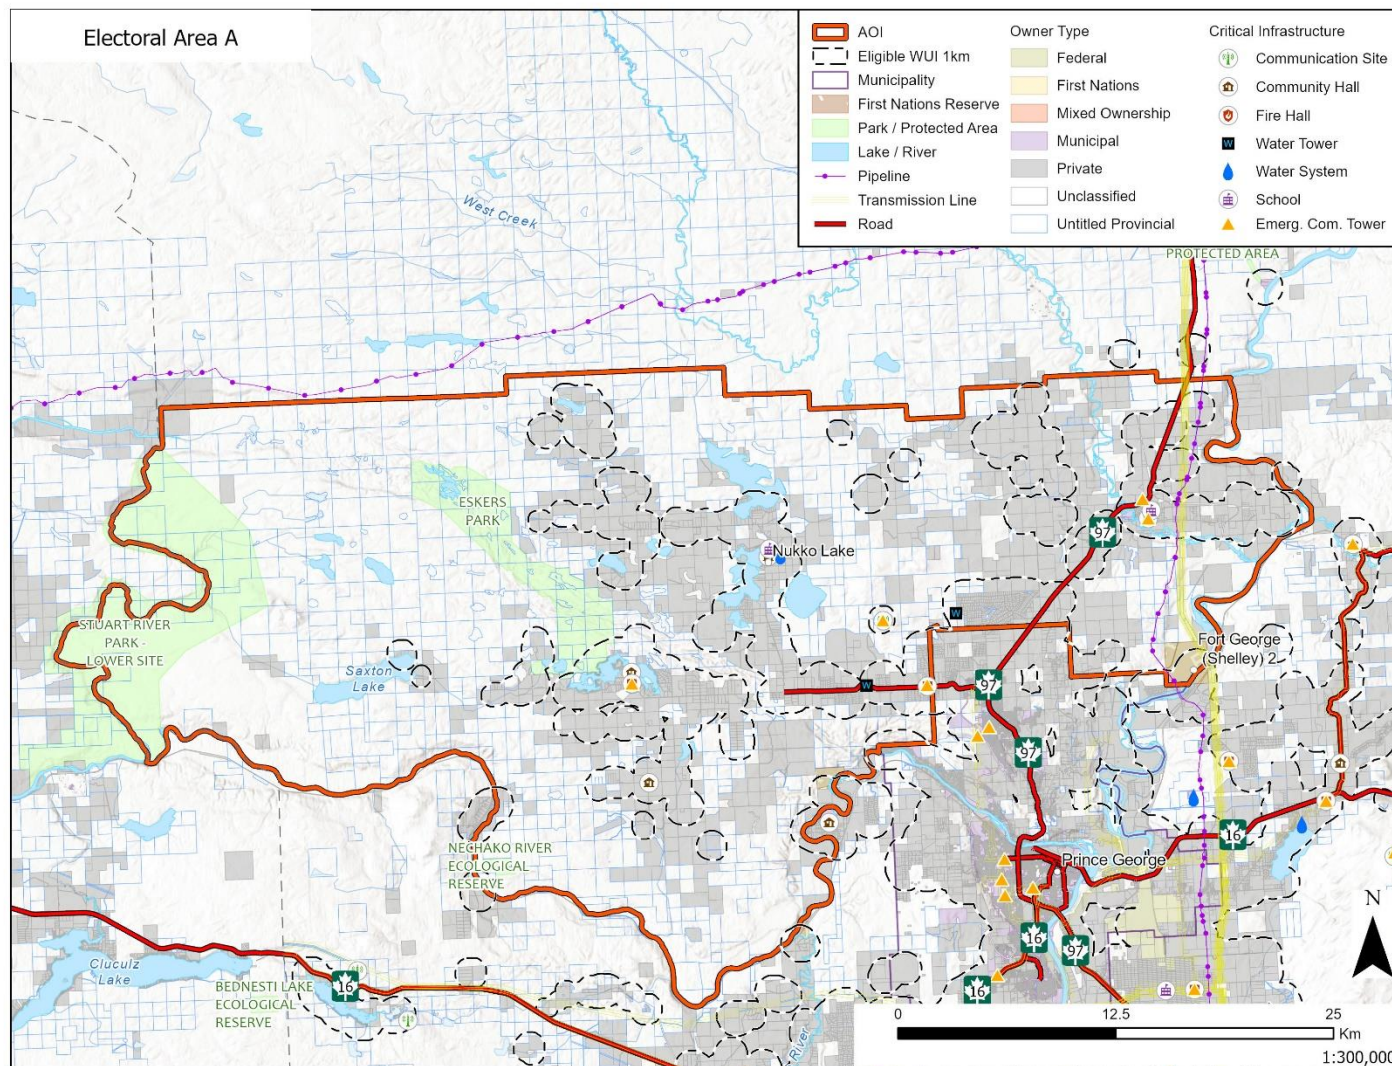 Electoral Area A
AOI
Eligible WUI 1km
Municipality
First Nations Reserve
Park / Protected Area
Lake / River
Pipeline
Transmission Line
Road
Owner Type
Federal
First Nations
Mixed Ownership
Municipal
Private
Unclassified
Untitled Provincial
Critical Infrastructure
Communication Site
Community Hall
Fire Hall
W
Water Tower
Water System
School
Emerg. Com. Tower
West Creek
PROTECTED AREA
ESKERS
PARK
97
Nukko Lake
W
STUART RIVER
PARK -
LOWER SITE
Fort George
(Shelley) 2
Saxton
Lake
W
97
97
16
NECHAKO RIVER
ECOLOGICAL
RESERVE
Prince George
N
16
97
Cluculz
Lake
BEDNESTI LAKE
ECOLOGICAL
RESERVE
16
16
River
0
12.5
25
Km
1:300,000